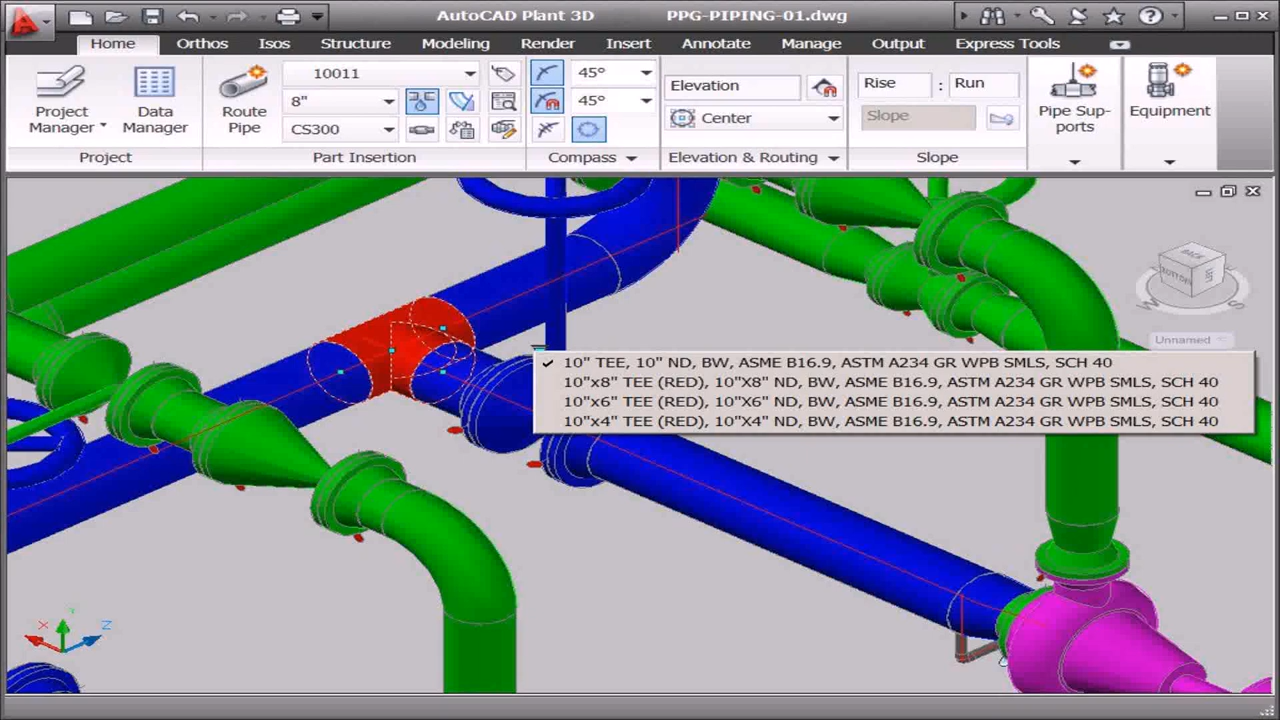 AutoCAD Plant 3D PPG-PIPING-01.dwg
Home Orthos Isos Structure Modeling Render Insert Annotate Manage Output Express Tools
10011 45° Elevation Rise : Run
Project Manager Data Manager Route Pipe 8" 45° Center Slope Pipe Sup-ports Equipment
CS300
Project Part Insertion Compass Elevation & Routing Slope
BACK
BOTTOM
S
W S
Unnamed
10" TEE, 10" ND, BW, ASME B16.9, ASTM A234 GR WPB SMLS, SCH 40
10"x8" TEE (RED), 10"X8" ND, BW, ASME B16.9, ASTM A234 GR WPB SMLS, SCH 40
10"x6" TEE (RED), 10"X6" ND, BW, ASME B16.9, ASTM A234 GR WPB SMLS, SCH 40
10"x4" TEE (RED), 10"X4" ND, BW, ASME B16.9, ASTM A234 GR WPB SMLS, SCH 40
X Y Z